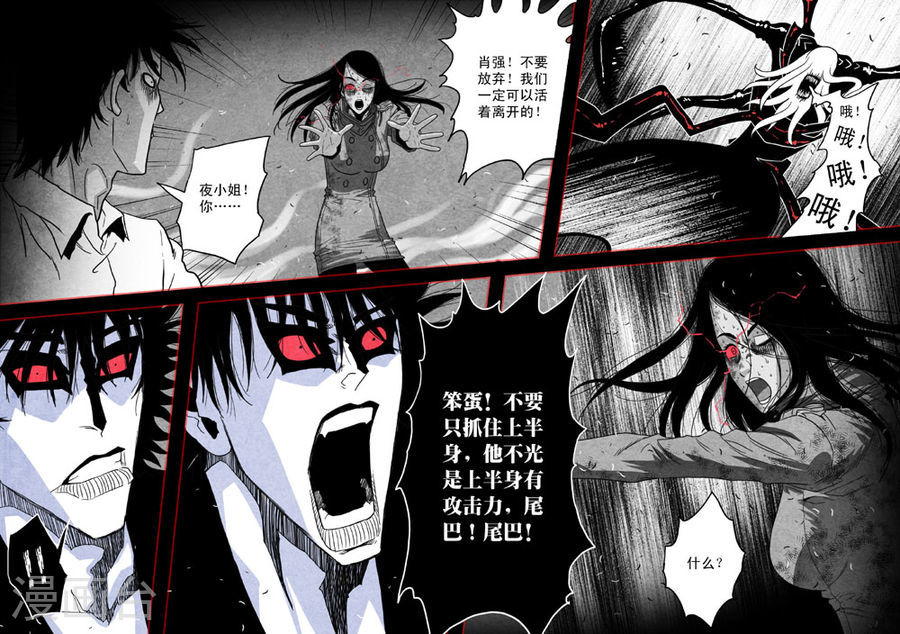 肖强！不要
放弃！我们
一定可以活
着离开的！
夜小姐！
你……
哦！
哦！
哦！
哦！
笨蛋！不要
只抓住上半
身，他不光
是上半身有
攻击力，尾
巴！尾巴！
什么？
!!
漫画台